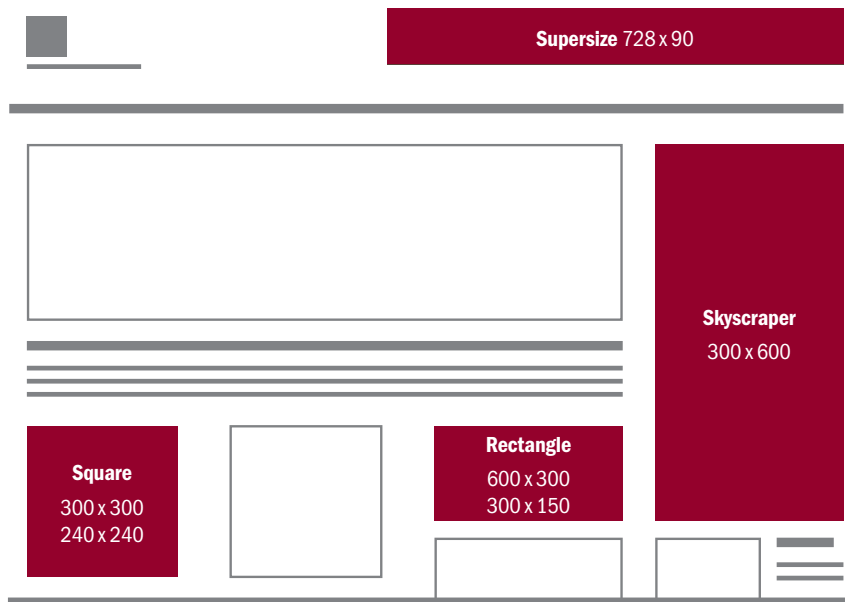 Supersize 728 x 90
Skyscraper
300 x 600
Square
300 x 300
240 x 240
Rectangle
600 x 300
300 x 150